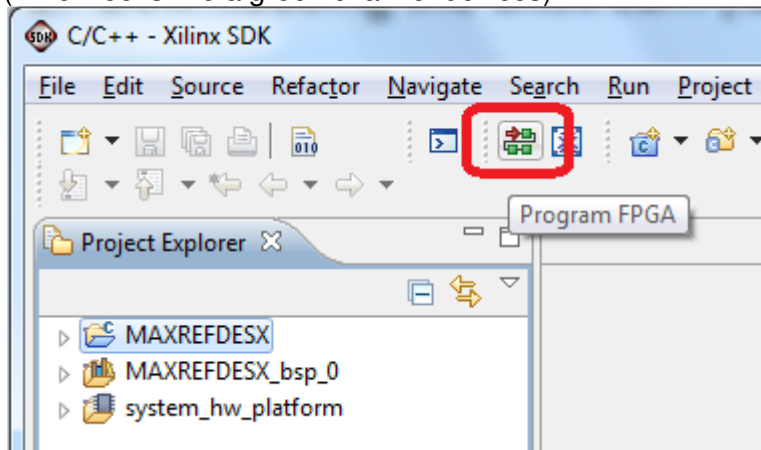 C/C++ - Xilinx SDK
File Edit Source Refactor Navigate Search Run Project
Program FPGA
Project Explorer
MAXREFDESX
MAXREFDESX_bsp_0
system_hw_platform